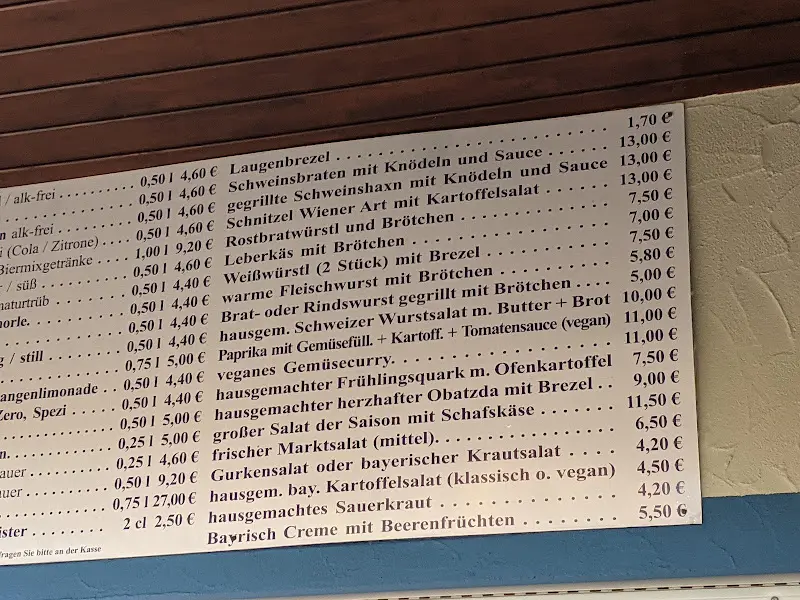 / alk-frei . . . . . . . . . . 0,50 l 4,60 €
. . . . . . . . . . . . . . . . . 0,50 l 4,60 €
n alk-frei . . . . . . . . . . 0,50 l 4,60 €
i (Cola / Zitrone) . . . . 0,50 l 4,60 €
Biermixgetränke . . . . . 1,00 l 9,20 €
/ süß . . . . . . . . . . . . . 0,50 l 4,60 €
naturtrüb . . . . . . . . . . 0,50 l 4,40 €
horle. . . . . . . . . . . . . . 0,50 l 4,40 €
. . . . . . . . . . . . . . . . . 0,50 l 4,40 €
g / still . . . . . . . . . . . . 0,50 l 4,40 €
. . . . . . . . . . . . . . . . . 0,75 l 5,00 €
angenlimonade . . 0,50 l 4,40 €
Zero, Spezi . . . . . 0,50 l 4,40 €
. . . . . . . . . . . . . . . . . 0,50 l 5,00 €
n. . . . . . . . . . . . . . . . 0,25 l 5,00 €
auer . . . . . . . . . . . . . 0,25 l 4,60 €
auer . . . . . . . . . . . . . 0,50 l 9,20 €
. . . . . . . . . . . . . . . . . 0,75 l 27,00 €
ister . . . . . . . . . 2 cl 2,50 €
Fragen Sie bitte an der Kasse
Laugenbrezel . . . . . . . . . . . . . . . . . . . . 1,70 €
Schweinsbraten mit Knödeln und Sauce . . . . . 13,00 €
gegrillte Schweinshaxn mit Knödeln und Sauce 13,00 €
Schnitzel Wiener Art mit Kartoffelsalat . . . . . 13,00 €
Rostbratwürstl und Brötchen . . . . . . . . . . . . 7,50 €
Leberkäs mit Brötchen . . . . . . . . . . . . . . . . 7,00 €
Weißwürstl (2 Stück) mit Brezel . . . . . . . . . . 7,50 €
warme Fleischwurst mit Brötchen . . . . . . . . . 5,80 €
Brat- oder Rindswurst gegrillt mit Brötchen . . . . 5,00 €
hausgem. Schweizer Wurstsalat m. Butter + Brot 10,00 €
Paprika mit Gemüsefüll. + Kartoff. + Tomatensauce (vegan) 11,00 €
veganes Gemüsecurry. . . . . . . . . . . . . . . . . 11,00 €
hausgemachter Frühlingsquark m. Ofenkartoffel 7,50 €
hausgemachter herzhafter Obatzda mit Brezel . . 9,00 €
großer Salat der Saison mit Schafskäse . . . . . . . 11,50 €
frischer Marktsalat (mittel). . . . . . . . . . . . . . . 6,50 €
Gurkensalat oder bayerischer Krautsalat . . . . . 4,20 €
hausgem. bay. Kartoffelsalat (klassisch o. vegan) 4,50 €
hausgemachtes Sauerkraut . . . . . . . . . . . . . . 4,20 €
Bayrisch Creme mit Beerenfrüchten . . . . . . . . 5,50 €